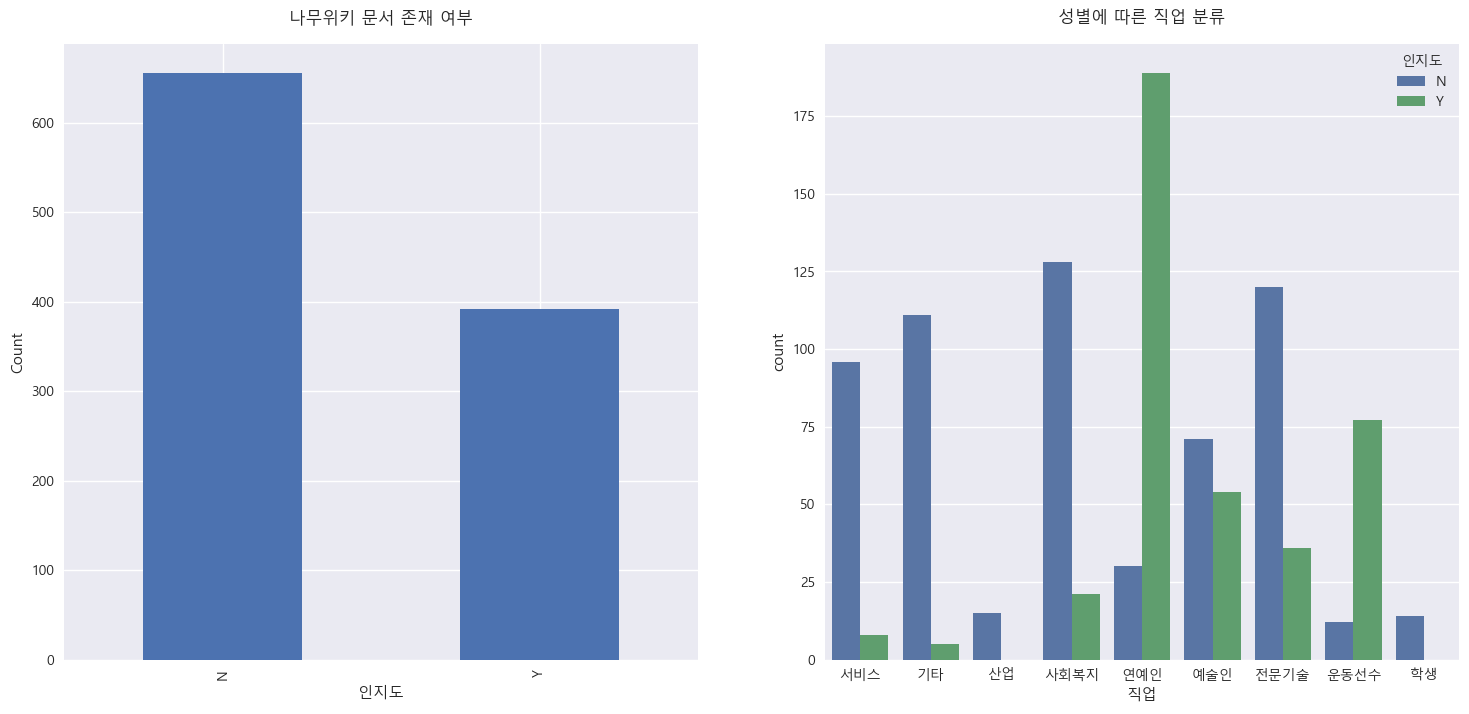 나무위키 문서 존재 여부
Count
600
500
400
300
200
100
0
N
Y
인지도
성별에 따른 직업 분류
인지도
N
Y
count
175
150
125
100
75
50
25
0
서비스 기타 산업 사회복지 연예인 예술인 전문기술 운동선수 학생
직업